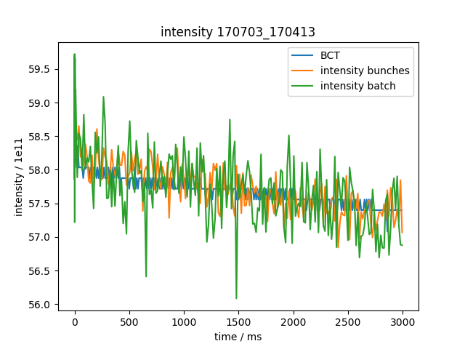 intensity 170703_170413
BCT
intensity bunches
intensity batch
intensity / 1e11
59.5
59.0
58.5
58.0
57.5
57.0
56.5
56.0
0
500
1000
1500
2000
2500
3000
time / ms